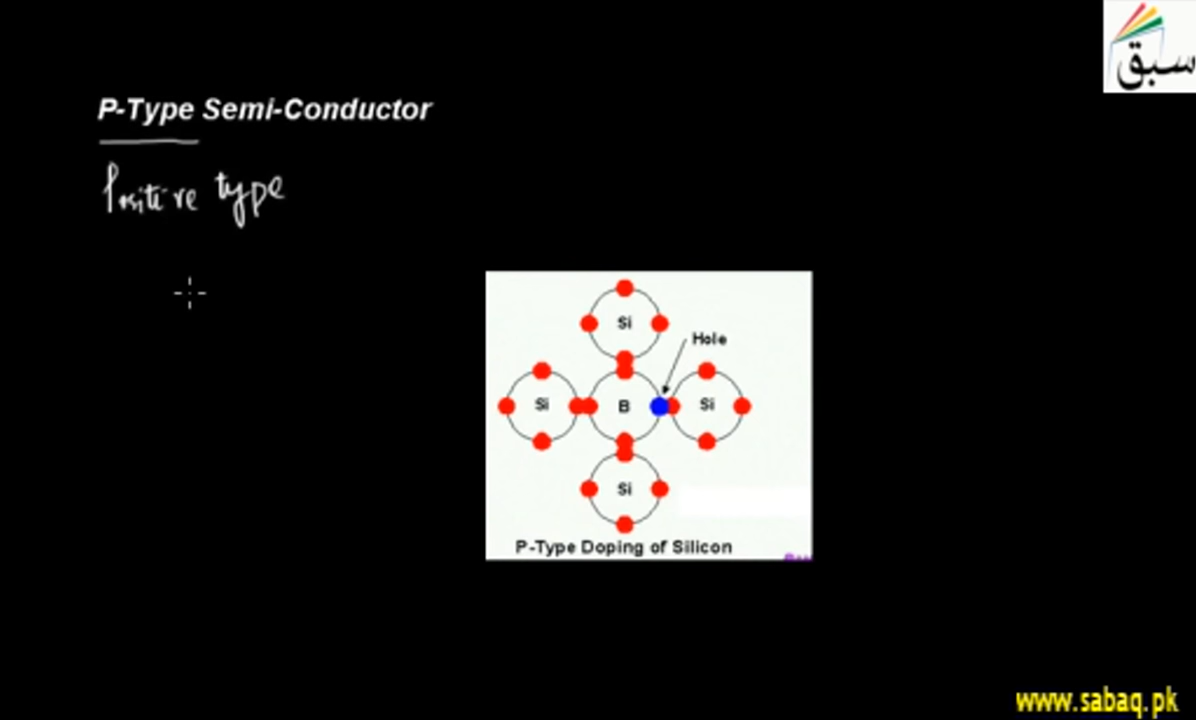 سبق
P-Type Semi-Conductor
Positive type
Si
Hole
Si B Si
Si
P-Type Doping of Silicon
www.sabaq.pk